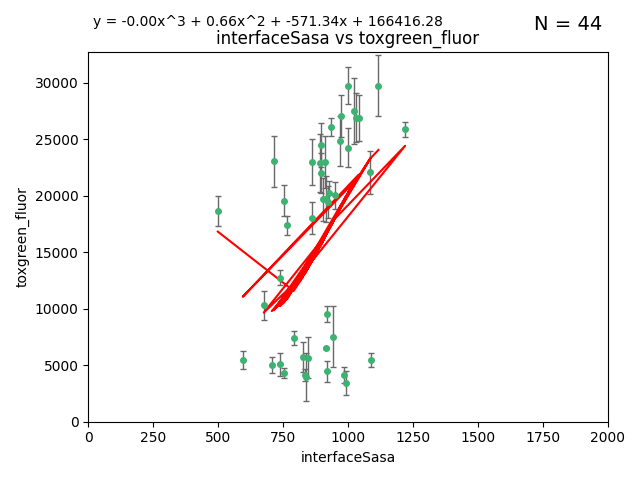 y = -0.00x^3 + 0.66x^2 + -571.34x + 166416.28
N = 44
interfaceSasa vs toxgreen_fluor
30000
25000
20000
15000
10000
5000
0
toxgreen_fluor
0 250 500 750 1000 1250 1500 1750 2000
interfaceSasa